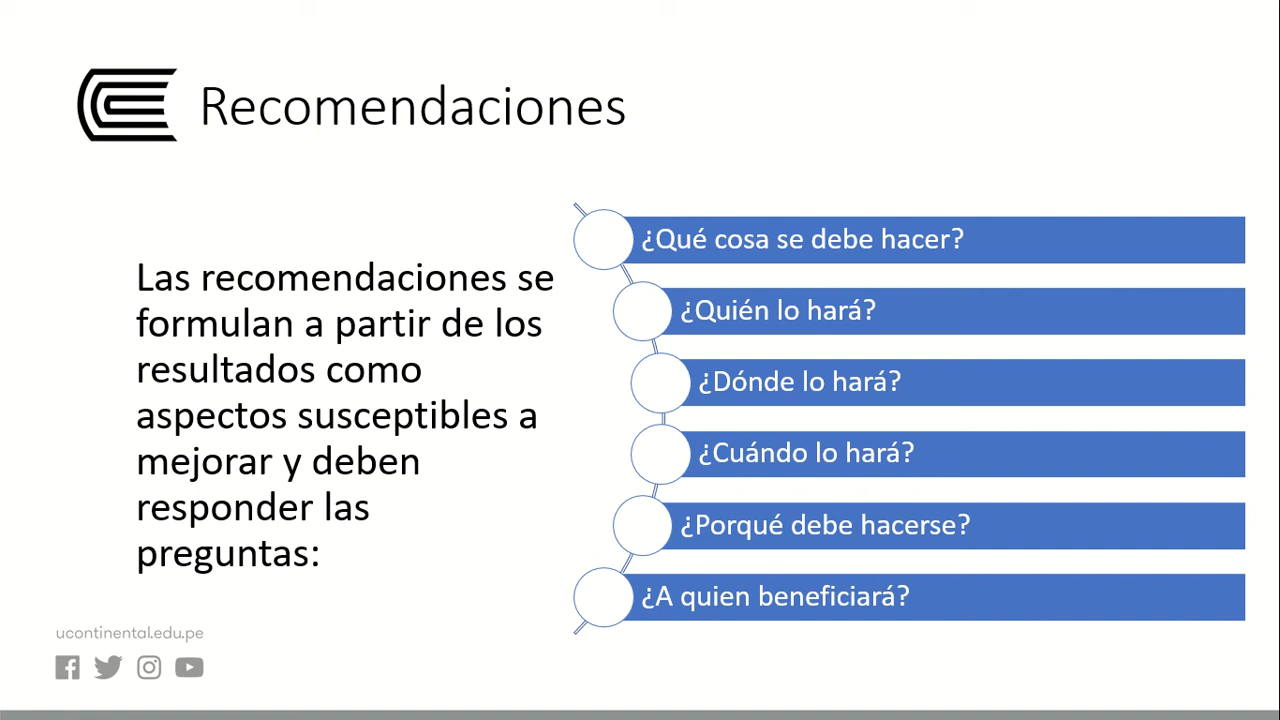 Recomendaciones
Las recomendaciones se
formulan a partir de los
resultados como
aspectos susceptibles a
mejorar y deben
responder las
preguntas:
¿Qué cosa se debe hacer?
¿Quién lo hará?
¿Dónde lo hará?
¿Cuándo lo hará?
¿Porqué debe hacerse?
¿A quien beneficiará?
ucontinental.edu.pe